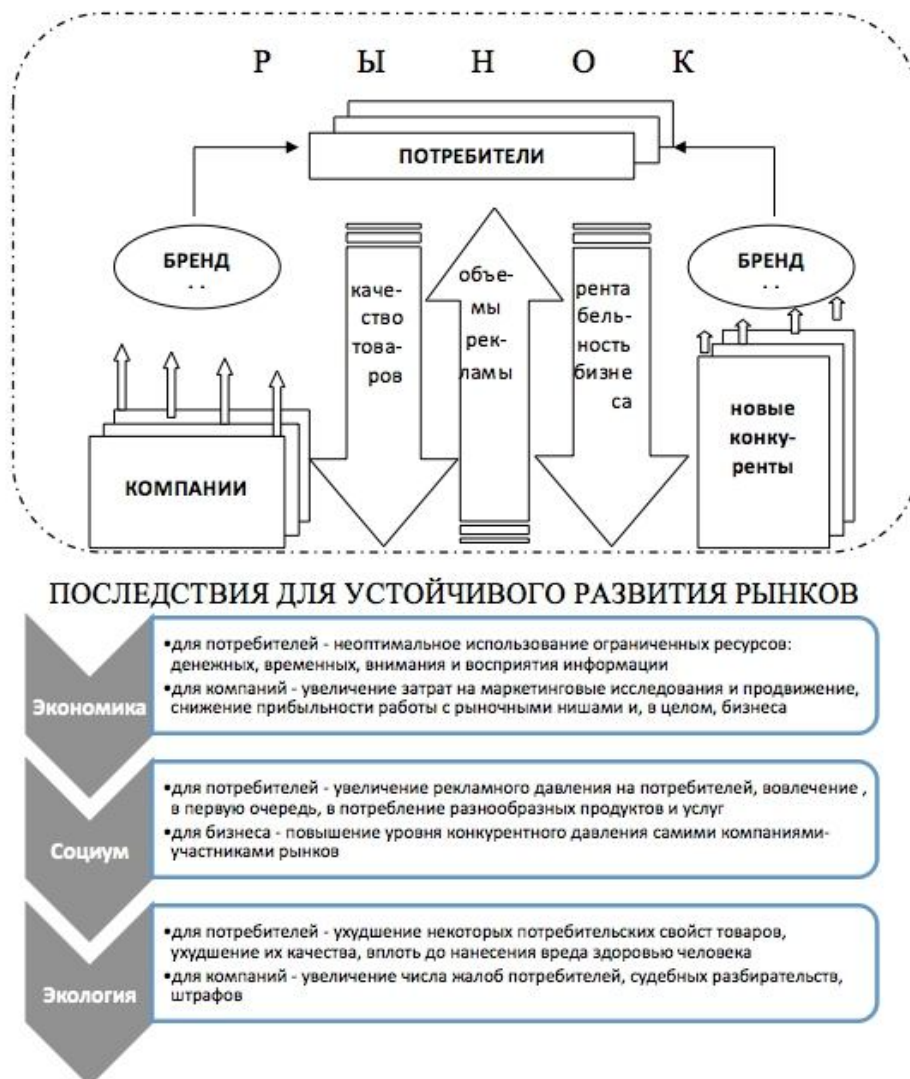 Р Ы Н О К
ПОТРЕБИТЕЛИ
БРЕНД
. .
БРЕНД
. .
каче-
ство
това-
ров
объе-
мы
рек-
ламы
рента
бель-
ность
бизне
са
КОМПАНИИ
новые
конку-
ренты
ПОСЛЕДСТВИЯ ДЛЯ УСТОЙЧИВОГО РАЗВИТИЯ РЫНКОВ
Экономика
•для потребителей - неоптимальное использование ограниченных ресурсов:
денежных, временных, внимания и восприятия информации
•для компаний - увеличение затрат на маркетинговые исследования и продвижение,
снижение прибыльности работы с рыночными нишами и, в целом, бизнеса
Социум
•для потребителей - увеличение рекламного давления на потребителей, вовлечение ,
в первую очередь, в потребление разнообразных продуктов и услуг
•для бизнеса - повышение уровня конкурентного давления самими компаниями-
участниками рынков
Экология
•для потребителей - ухудшение некоторых потребительских свойст товаров,
ухудшение их качества, вплоть до нанесения вреда здоровью человека
•для компаний - увеличение числа жалоб потребителей, судебных разбирательств,
штрафов